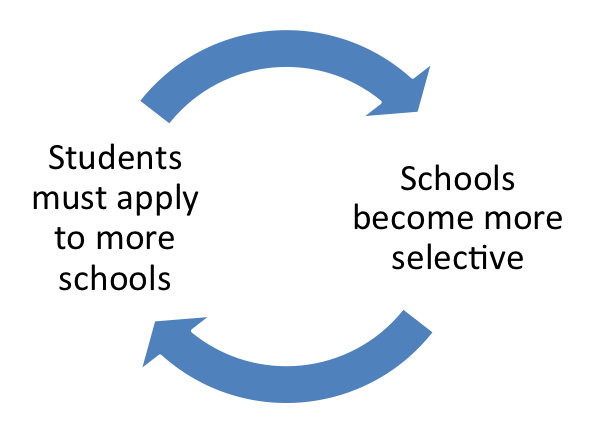 Students
must apply
to more
schools
Schools
become more
selective